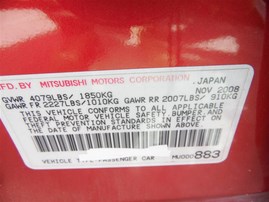 MFD.BY MITSUBISHI MOTORS CORPORATION, JAPAN
GVWR 4079LBS/ 1850KG NOV 2008
GAWR FR 2227LBS/1010KG GAWR RR 2007LBS/ 910KG
THIS VEHICLE CONFORMS TO ALL APPLICABLE
FEDERAL MOTOR VEHICLE SAFETY, BUMPER, AND
THEFT PREVENTION STANDARDS IN EFFECT ON
THE DATE OF MANUFACTURE SHOWN ABOVE.
VEHICLE TYPE: PASSENGER CAR
883